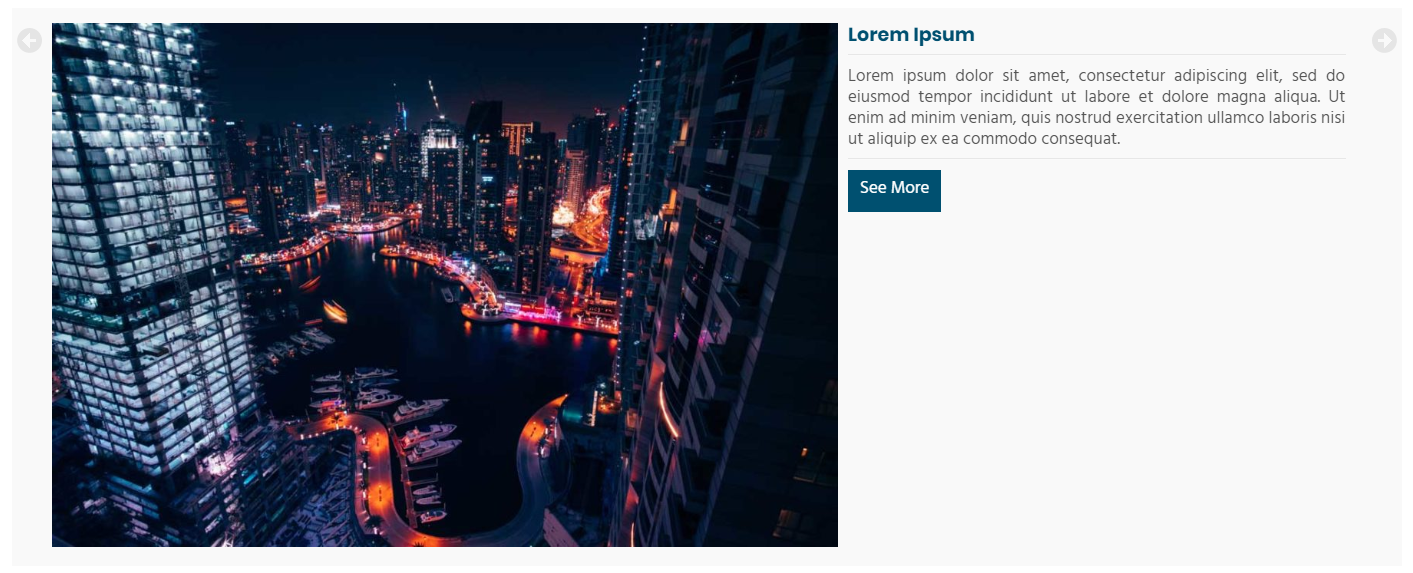 Lorem Ipsum
Lorem ipsum dolor sit amet, consectetur adipiscing elit, sed do
eiusmod tempor incididunt ut labore et dolore magna aliqua. Ut
enim ad minim veniam, quis nostrud exercitation ullamco laboris nisi
ut aliquip ex ea commodo consequat.
See More